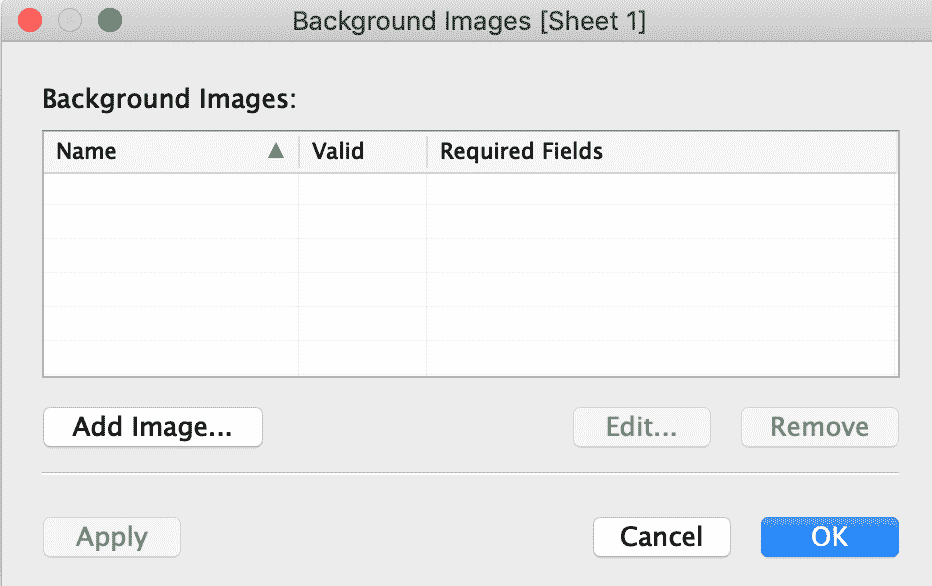 Background Images [Sheet 1]
Background Images:
Name Valid Required Fields
Add Image... Edit... Remove
Apply Cancel OK